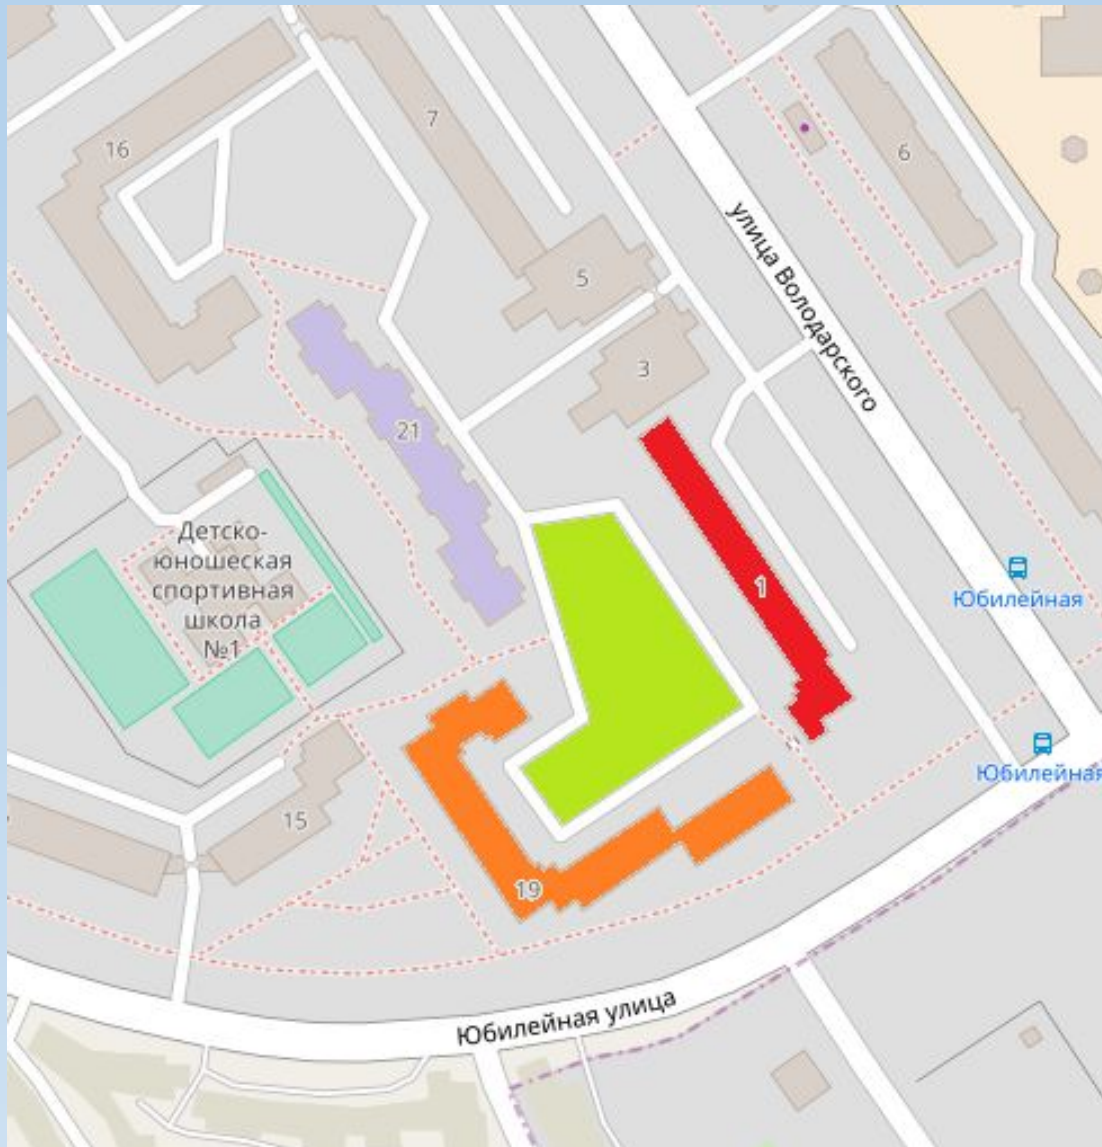 7
16
6
улица Володарского
5
3
21
Детско-
юношеская
спортивная
школа
№1
1
Юбилейная
Юбилейная
15
19
Юбилейная улица